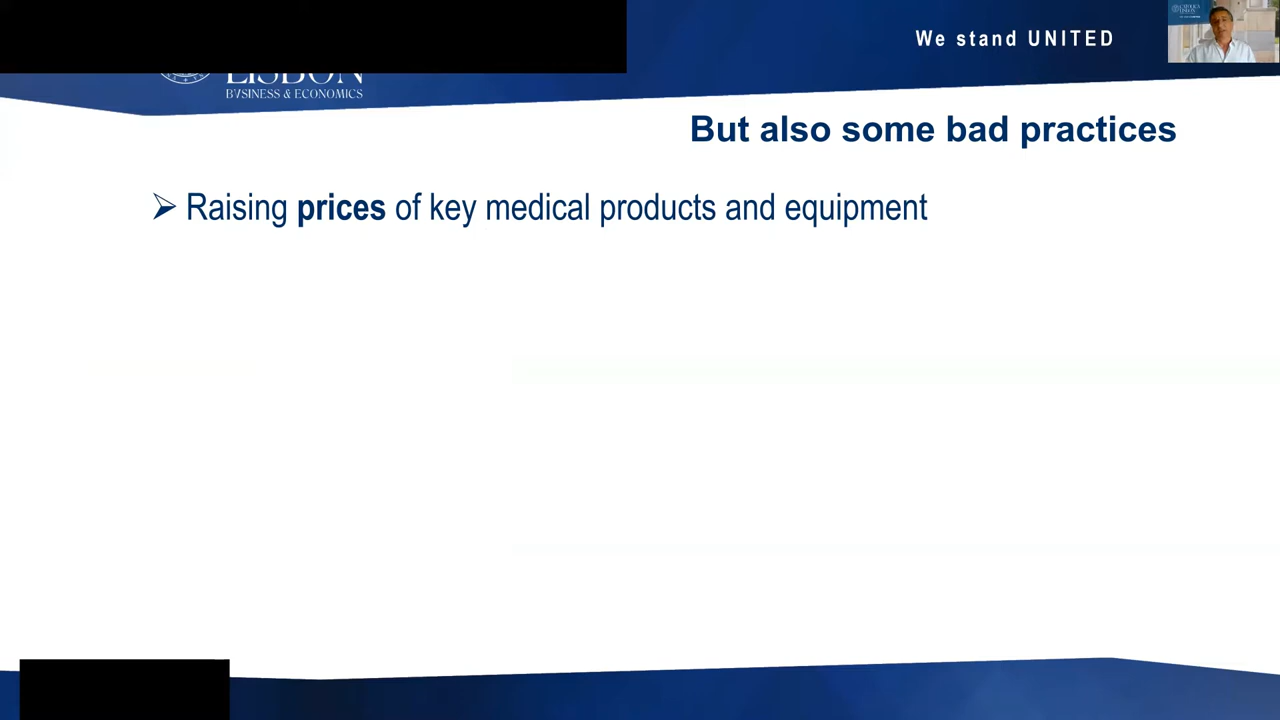 We stand UNITED
LISBON
BUSINESS & ECONOMICS
But also some bad practices
➢ Raising prices of key medical products and equipment